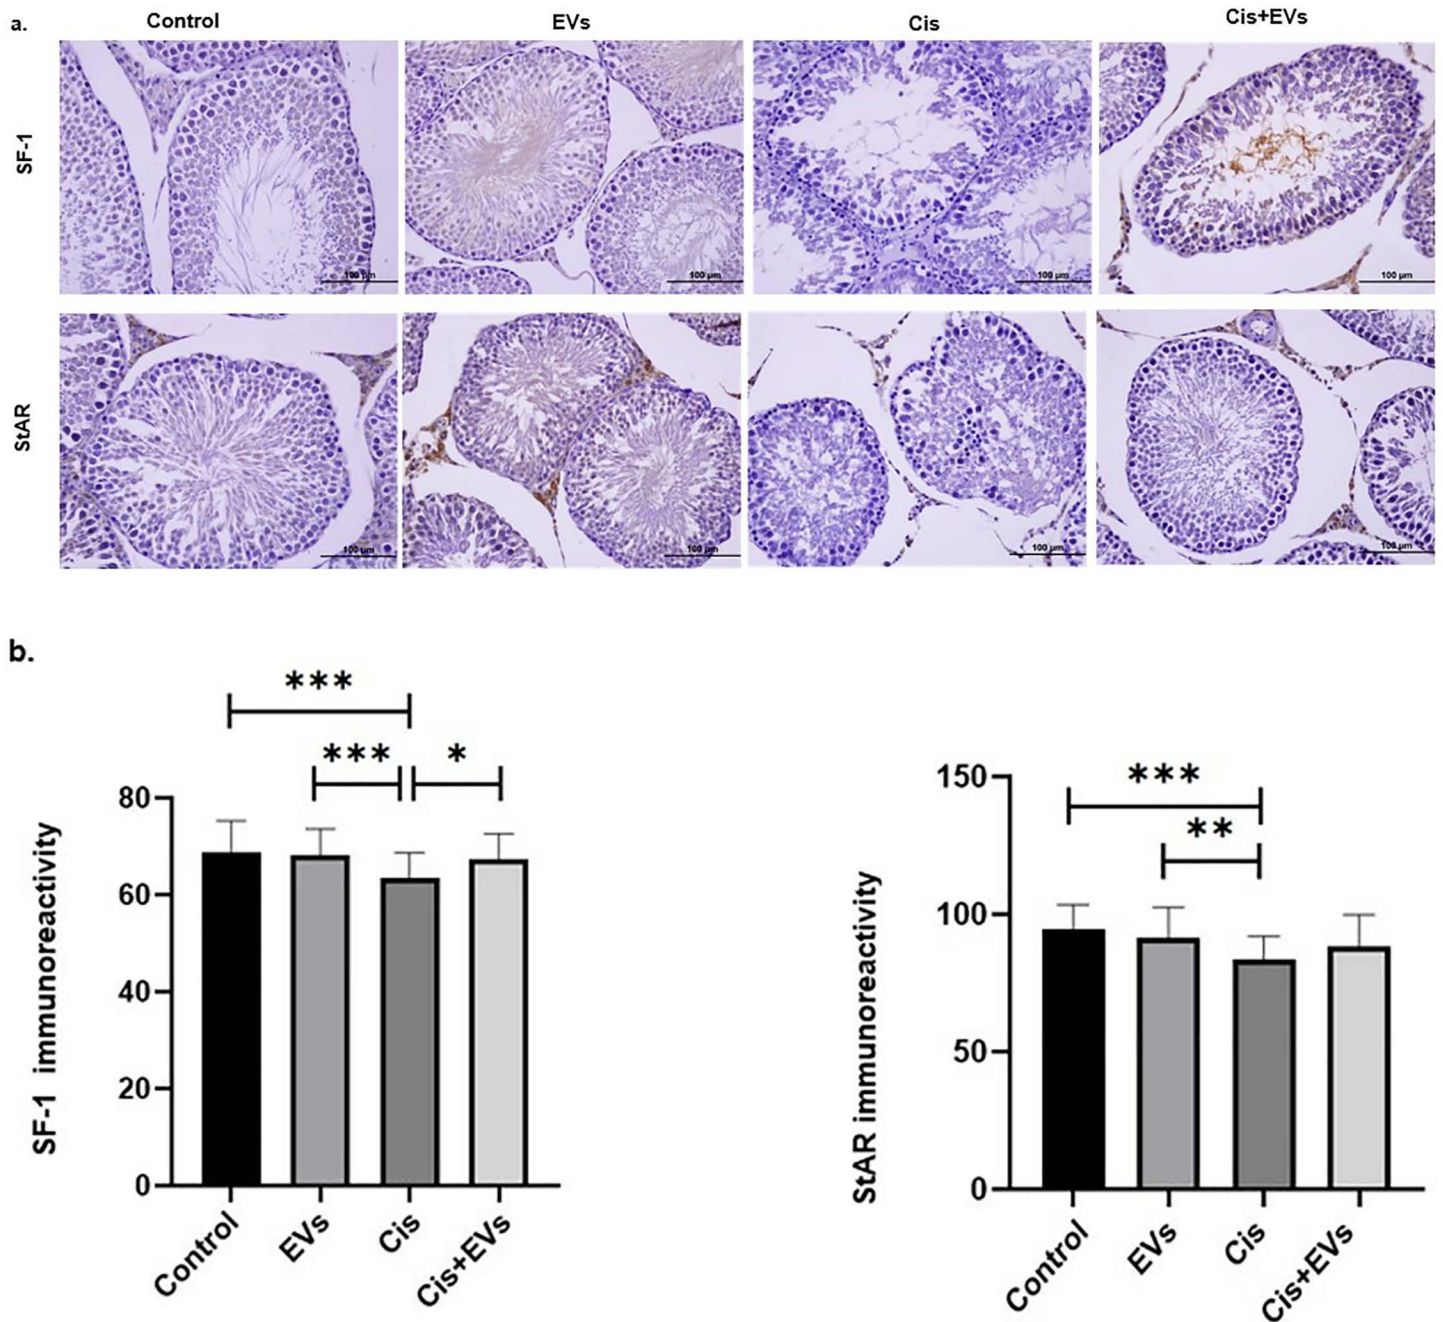 a.
Control EVs Cis Cis+EVs
SF-1
100 µm 100 µm 100 µm 100 µm
StAR
100 µm 100 µm 100 µm 100 µm
b.
***
*** *
80
60
40
20
0
SF-1 immunoreactivity
Control EVs Cis Cis+EVs
***
**
150
100
50
0
StAR immunoreactivity
Control EVs Cis Cis+EVs